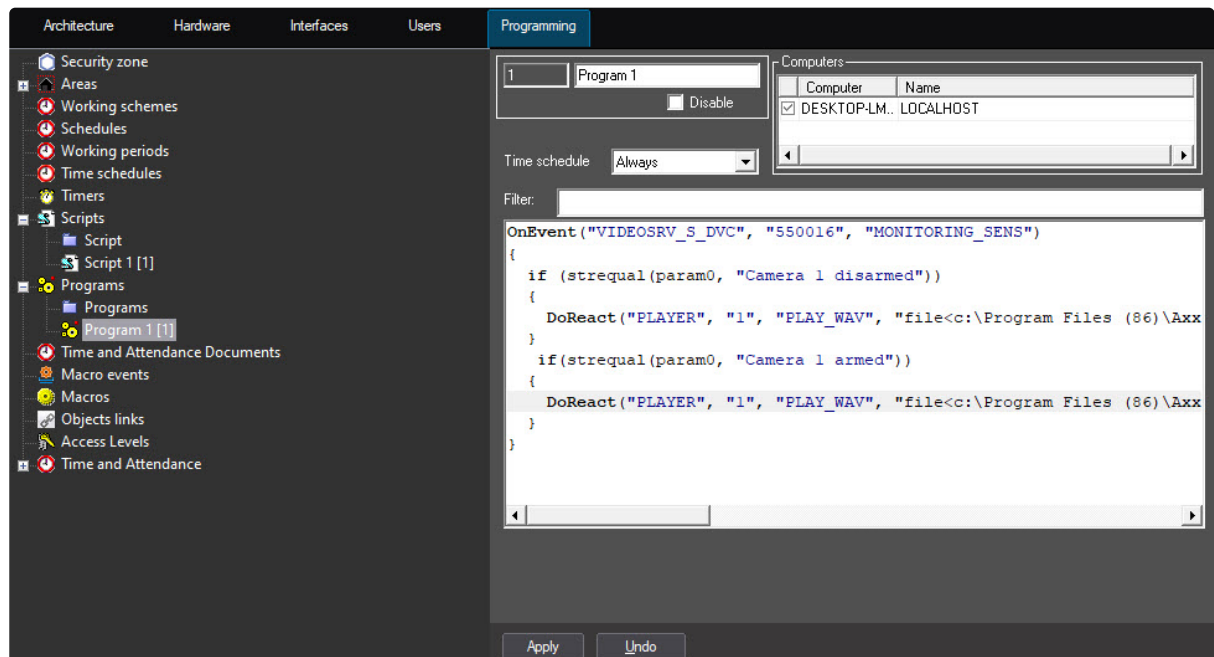 Architecture Hardware Interfaces Users Programming
Security zone
Areas
Working schemes
Schedules
Working periods
Time schedules
Timers
Scripts
Script
Script 1 [1]
Programs
Programs
Program 1 [1]
Time and Attendance Documents
Macro events
Macros
Objects links
Access Levels
Time and Attendance
1 Program 1
Disable
Computers
Computer Name
DESKTOP-LM.. LOCALHOST
Time schedule Always
Filter:
OnEvent("VIDEOSRV_S_DVC", "550016", "MONITORING_SENS")
{
if (strequal(param0, "Camera 1 disarmed"))
{
DoReact("PLAYER", "1", "PLAY_WAV", "file<c:\Program Files (86)\Axx
}
if(strequal(param0, "Camera 1 armed"))
{
DoReact("PLAYER", "1", "PLAY_WAV", "file<c:\Program Files (86)\Axx
}
}
Apply Undo